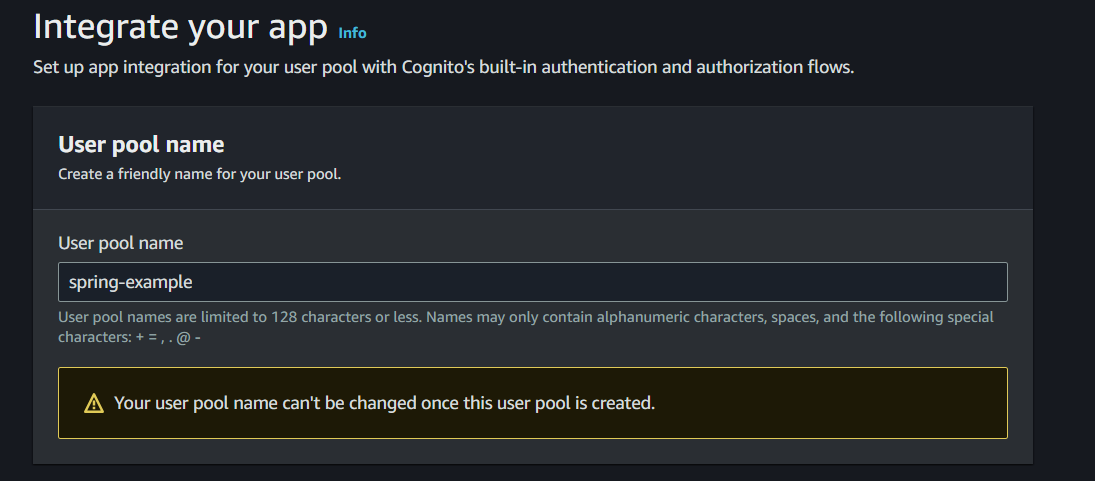 Integrate your app Info
Set up app integration for your user pool with Cognito's built-in authentication and authorization flows.
User pool name
Create a friendly name for your user pool.
User pool name
spring-example
User pool names are limited to 128 characters or less. Names may only contain alphanumeric characters, spaces, and the following special
characters: + = , . @ -
Your user pool name can't be changed once this user pool is created.